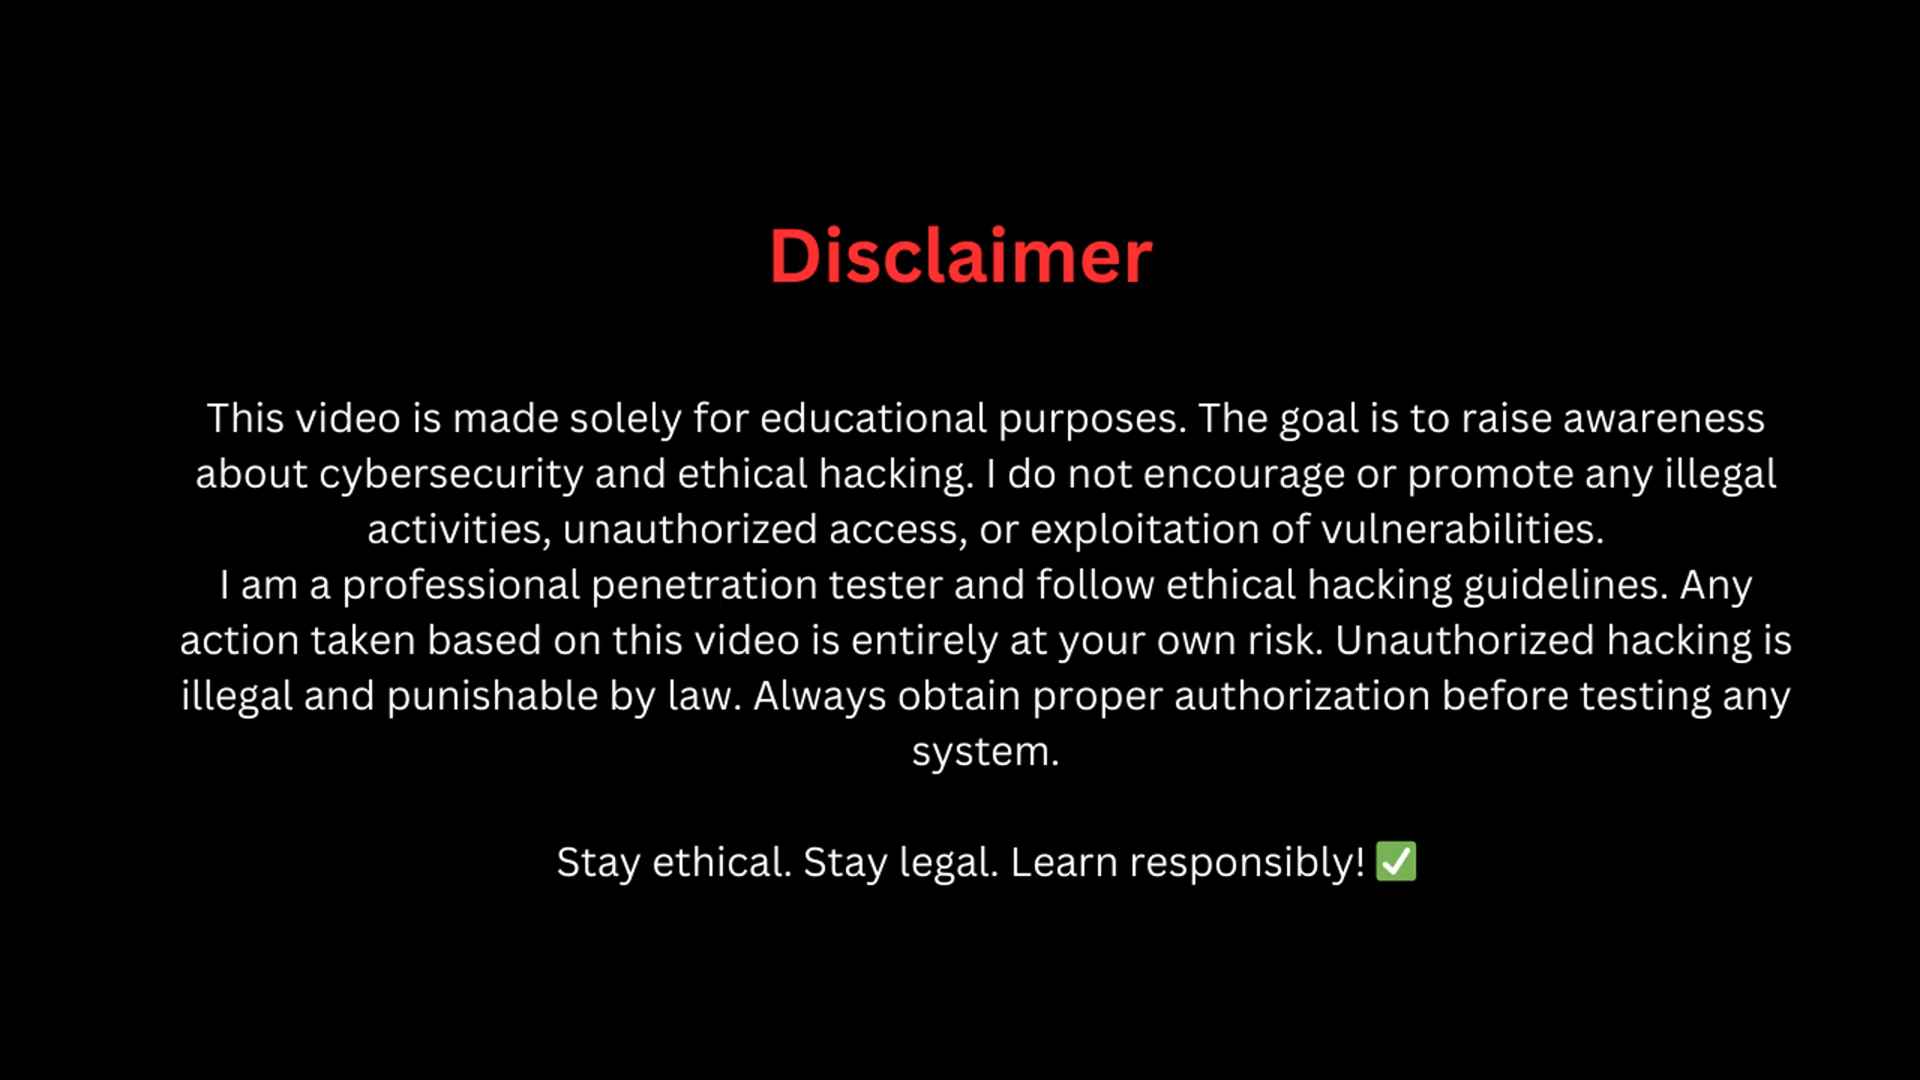 Disclaimer
This video is made solely for educational purposes. The goal is to raise awareness
about cybersecurity and ethical hacking. I do not encourage or promote any illegal
activities, unauthorized access, or exploitation of vulnerabilities.
I am a professional penetration tester and follow ethical hacking guidelines. Any
action taken based on this video is entirely at your own risk. Unauthorized hacking is
illegal and punishable by law. Always obtain proper authorization before testing any
system.
Stay ethical. Stay legal. Learn responsibly! ✅